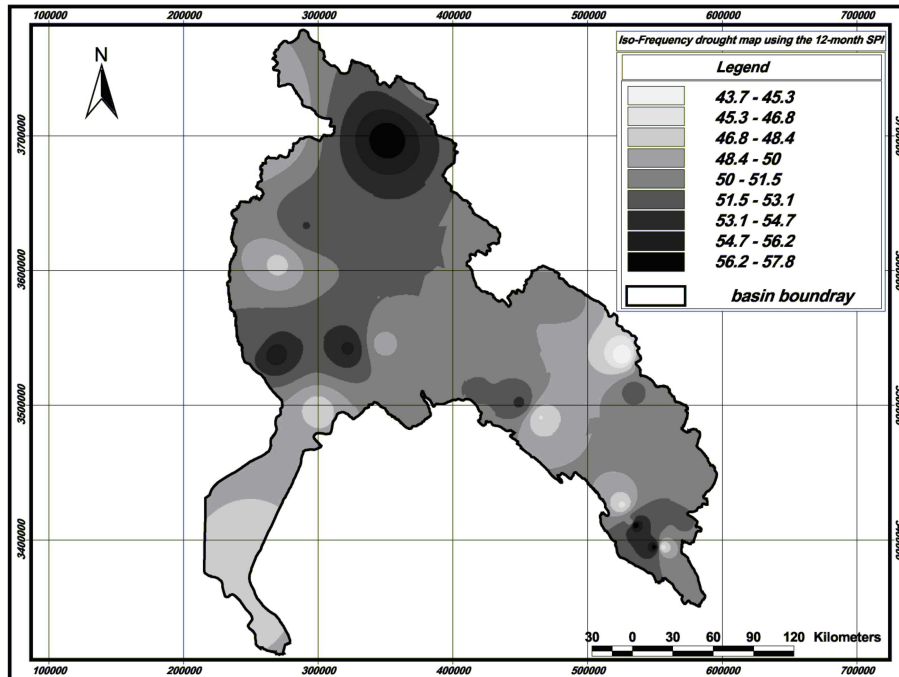 100000 200000 300000 400000 500000 600000 700000
Iso-Frequency drought map using the 12-month SPI
Legend
43.7 - 45.3
45.3 - 46.8
46.8 - 48.4
48.4 - 50
50 - 51.5
51.5 - 53.1
53.1 - 54.7
54.7 - 56.2
56.2 - 57.8
basin boundray
N
3700000
3600000
3500000
3400000
3700000
3400000
30 0 30 60 90 120 Kilometers
100000 200000 300000 400000 500000 600000 700000